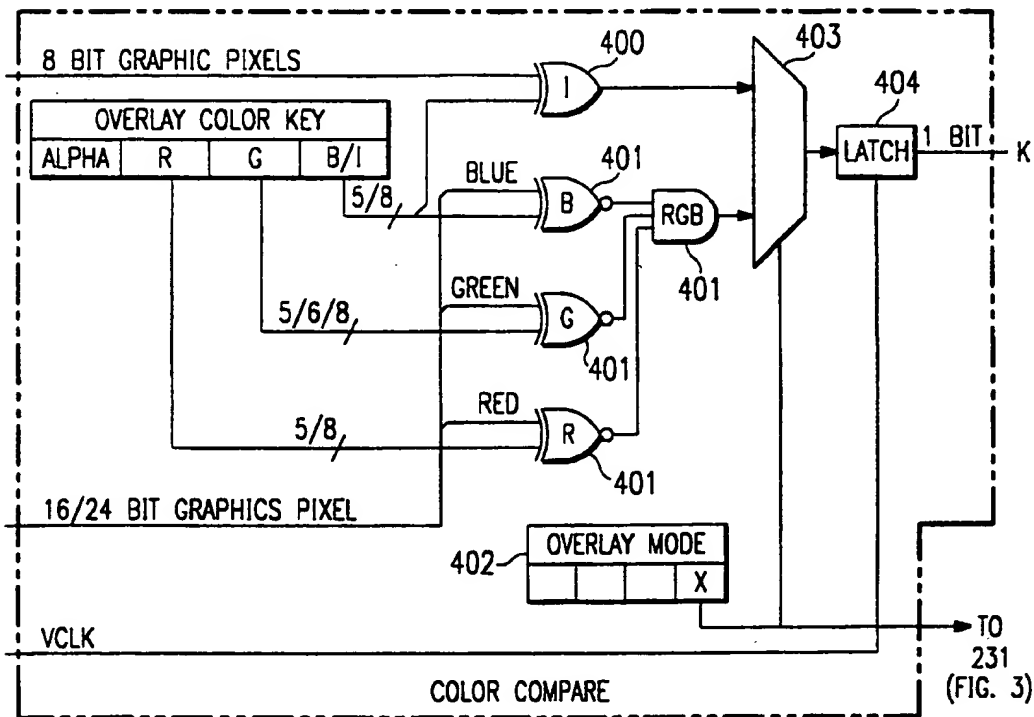 403
8 BIT GRAPHIC PIXELS
400
I
404
OVERLAY COLOR KEY
ALPHA R G B/I
LATCH
1 BIT
K
BLUE
401
5/8
B
RGB
401
GREEN
5/6/8
G
401
RED
5/8
R
401
16/24 BIT GRAPHICS PIXEL
402
OVERLAY MODE
X
VCLK
TO
231
(FIG. 3)
COLOR COMPARE